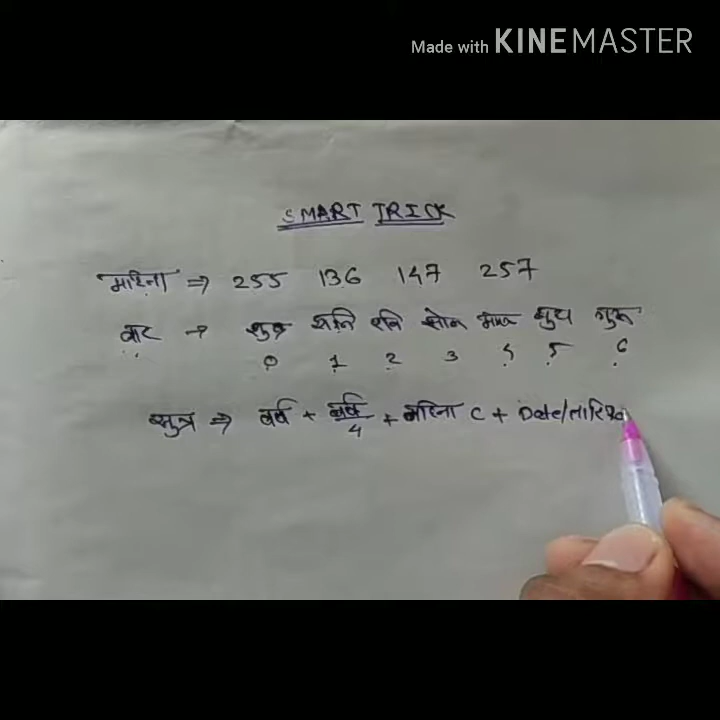 Made with KINEMASTER
SMART TRICK
महिना ⇒ 255 136 147 257
वार → शुक्र शनि रवि सोम मंगल बुध गुरू
0 1 2 3 4 5 6
सुत्र ⇒ वर्ष + वर्ष/4 + महिना C + Date/तारिख